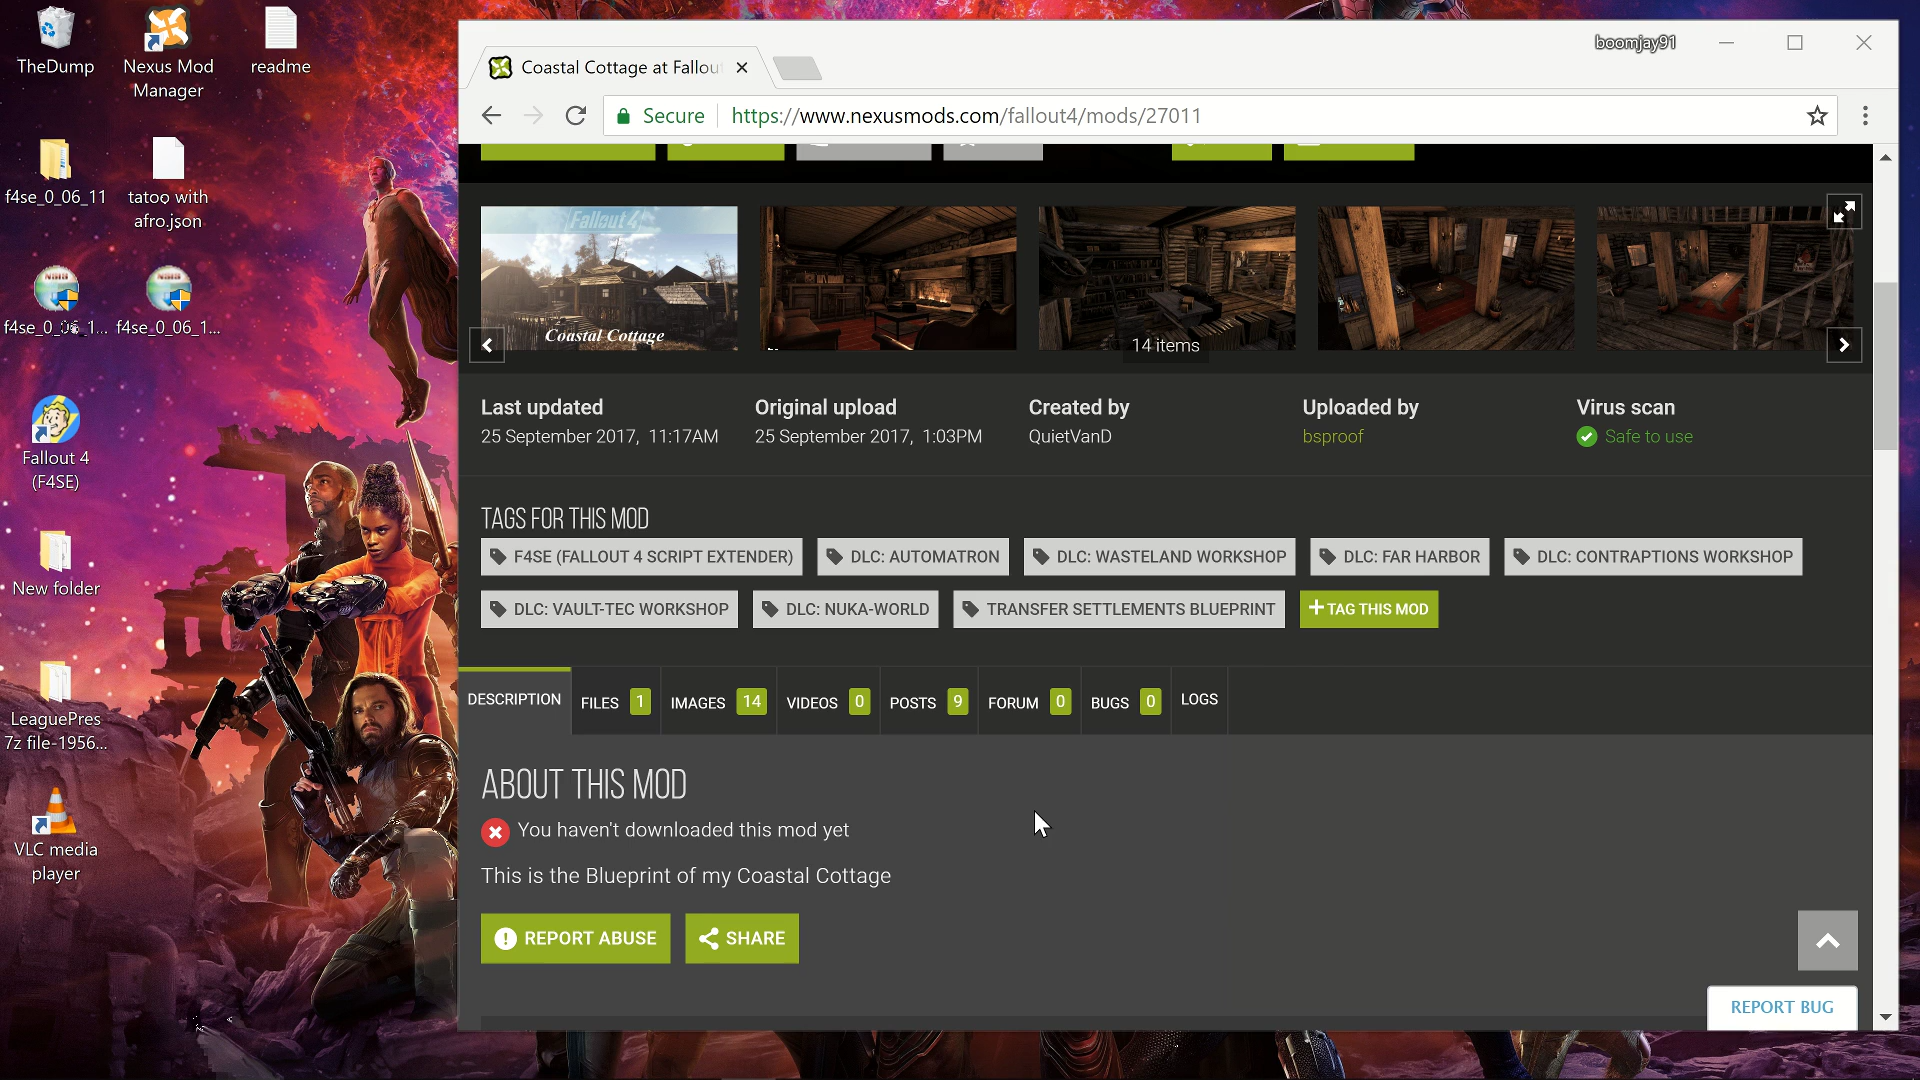 TheDump
Nexus Mod
Manager
readme
f4se_0_06_11
tatoo with
afro.json
f4se_0_06_1...
f4se_0_06_1...
Fallout 4
(F4SE)
New folder
LeaguePres
7z file-1956...
VLC media
player
boomjay91
Coastal Cottage at Fallou
Secure
https://www.nexusmods.com/fallout4/mods/27011
Fallout 4
Coastal Cottage
14 items
Last updated
25 September 2017, 11:17AM
Original upload
25 September 2017, 1:03PM
Created by
QuietVanD
Uploaded by
bsproof
Virus scan
Safe to use
TAGS FOR THIS MOD
F4SE (FALLOUT 4 SCRIPT EXTENDER)
DLC: AUTOMATRON
DLC: WASTELAND WORKSHOP
DLC: FAR HARBOR
DLC: CONTRAPTIONS WORKSHOP
DLC: VAULT-TEC WORKSHOP
DLC: NUKA-WORLD
TRANSFER SETTLEMENTS BLUEPRINT
+TAG THIS MOD
DESCRIPTION
FILES 1
IMAGES 14
VIDEOS 0
POSTS 9
FORUM 0
BUGS 0
LOGS
ABOUT THIS MOD
You haven't downloaded this mod yet
This is the Blueprint of my Coastal Cottage
REPORT ABUSE
SHARE
REPORT BUG